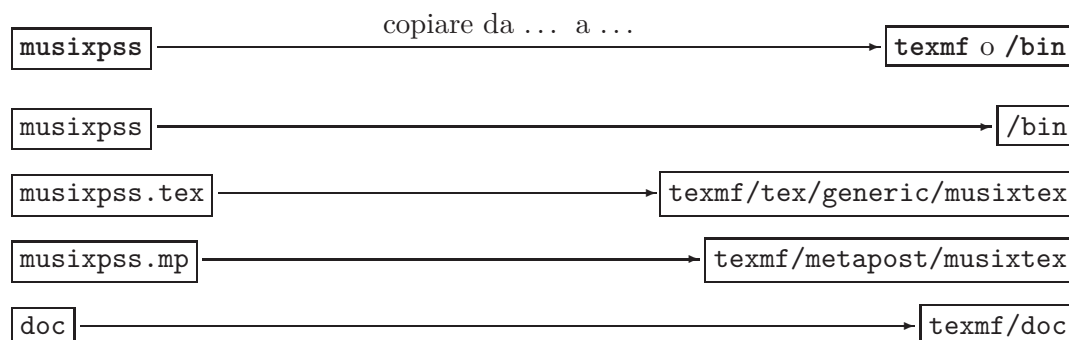 copiare da … a …
musixpss texmf o /bin
musixpss /bin
musixpss.tex texmf/tex/generic/musixtex
musixpss.mp texmf/metapost/musixtex
doc texmf/doc